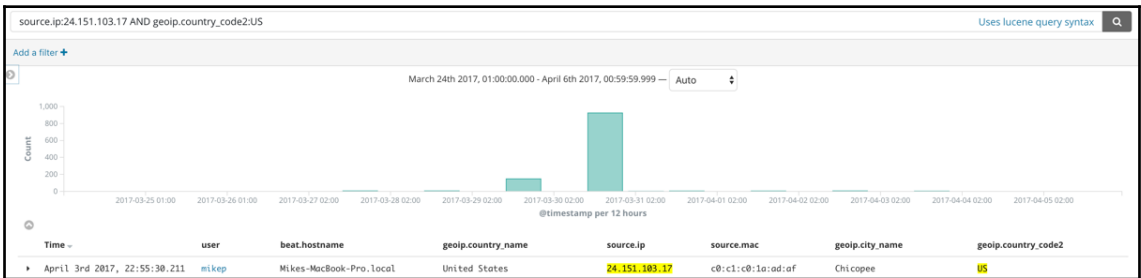 source.ip:24.151.103.17 AND geoip.country_code2:US Uses lucene query syntax
Add a filter +
March 24th 2017, 01:00:00.000 - April 6th 2017, 00:59:59.999 — Auto
1,000
800
600
400
200
0
Count
2017-03-25 01:00 2017-03-26 01:00 2017-03-27 02:00 2017-03-28 02:00 2017-03-29 02:00 2017-03-30 02:00 2017-03-31 02:00 2017-04-01 02:00 2017-04-02 02:00 2017-04-03 02:00 2017-04-04 02:00 2017-04-05 02:00
@timestamp per 12 hours
Time user beat.hostname geoip.country_name source.ip source.mac geoip.city_name geoip.country_code2
April 3rd 2017, 22:55:30.211 mikep Mikes-MacBook-Pro.local United States 24.151.103.17 c0:c1:c0:1a:ad:af Chicopee US